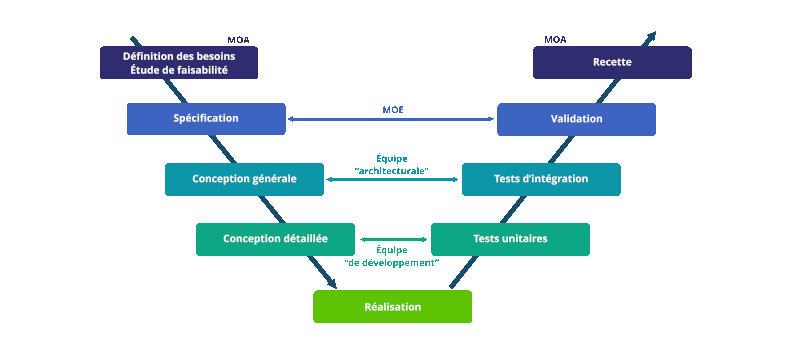 MOA
MOA
Définition des besoins
Étude de faisabilité
Recette
Spécification
MOE
Validation
Conception générale
Équipe
“architecturale”
Tests d’intégration
Conception détaillée
Tests unitaires
Équipe
“de développement”
Réalisation